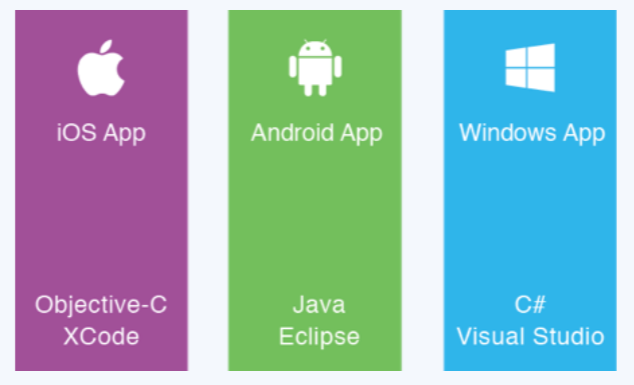 iOS App
Objective-C
XCode
Android App
Java
Eclipse
Windows App
C#
Visual Studio